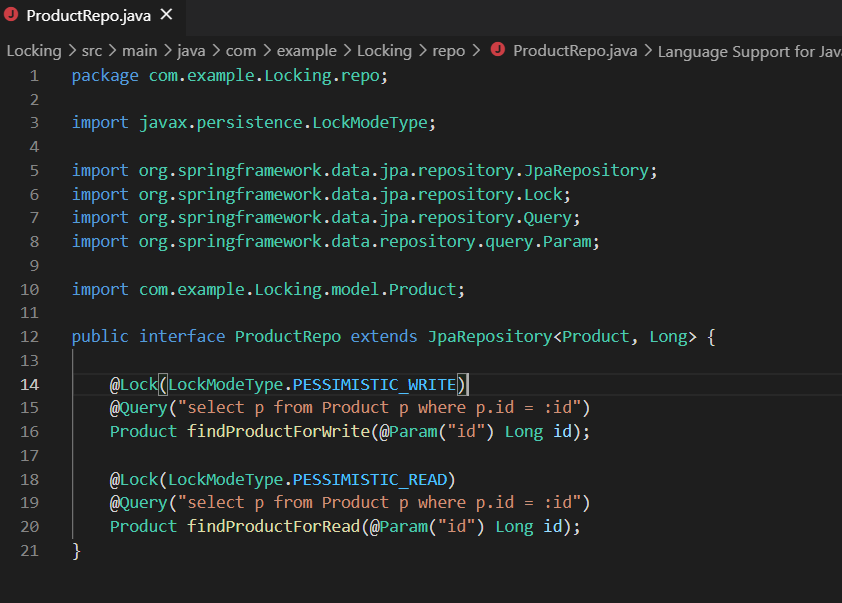 ProductRepo.java
Locking > src > main > java > com > example > Locking > repo > ProductRepo.java > Language Support for Jav
1 package com.example.Locking.repo;
2
3 import javax.persistence.LockModeType;
4
5 import org.springframework.data.jpa.repository.JpaRepository;
6 import org.springframework.data.jpa.repository.Lock;
7 import org.springframework.data.jpa.repository.Query;
8 import org.springframework.data.repository.query.Param;
9
10 import com.example.Locking.model.Product;
11
12 public interface ProductRepo extends JpaRepository<Product, Long> {
13
14 @Lock(LockModeType.PESSIMISTIC_WRITE)
15 @Query("select p from Product p where p.id = :id")
16 Product findProductForWrite(@Param("id") Long id);
17
18 @Lock(LockModeType.PESSIMISTIC_READ)
19 @Query("select p from Product p where p.id = :id")
20 Product findProductForRead(@Param("id") Long id);
21 }